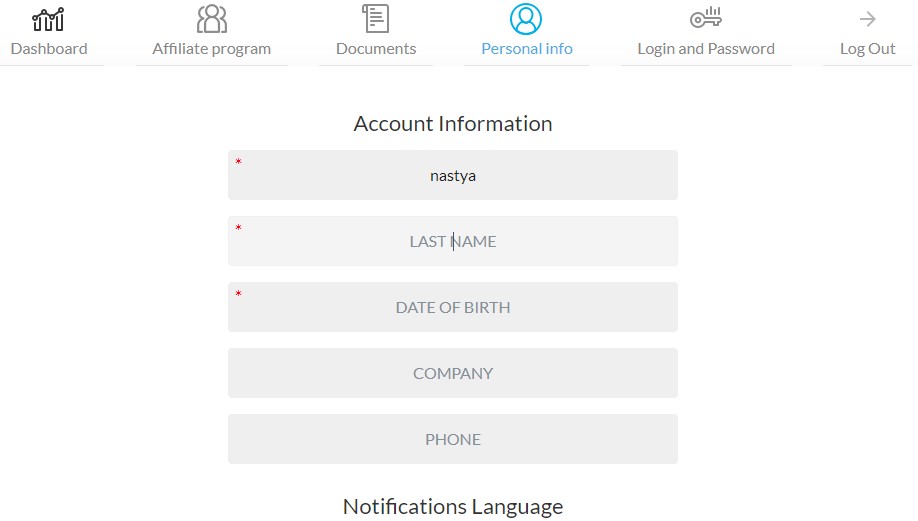 Dashboard Affiliate program Documents Personal info Login and Password Log Out
Account Information
* nastya
* LAST NAME
* DATE OF BIRTH
COMPANY
PHONE
Notifications Language